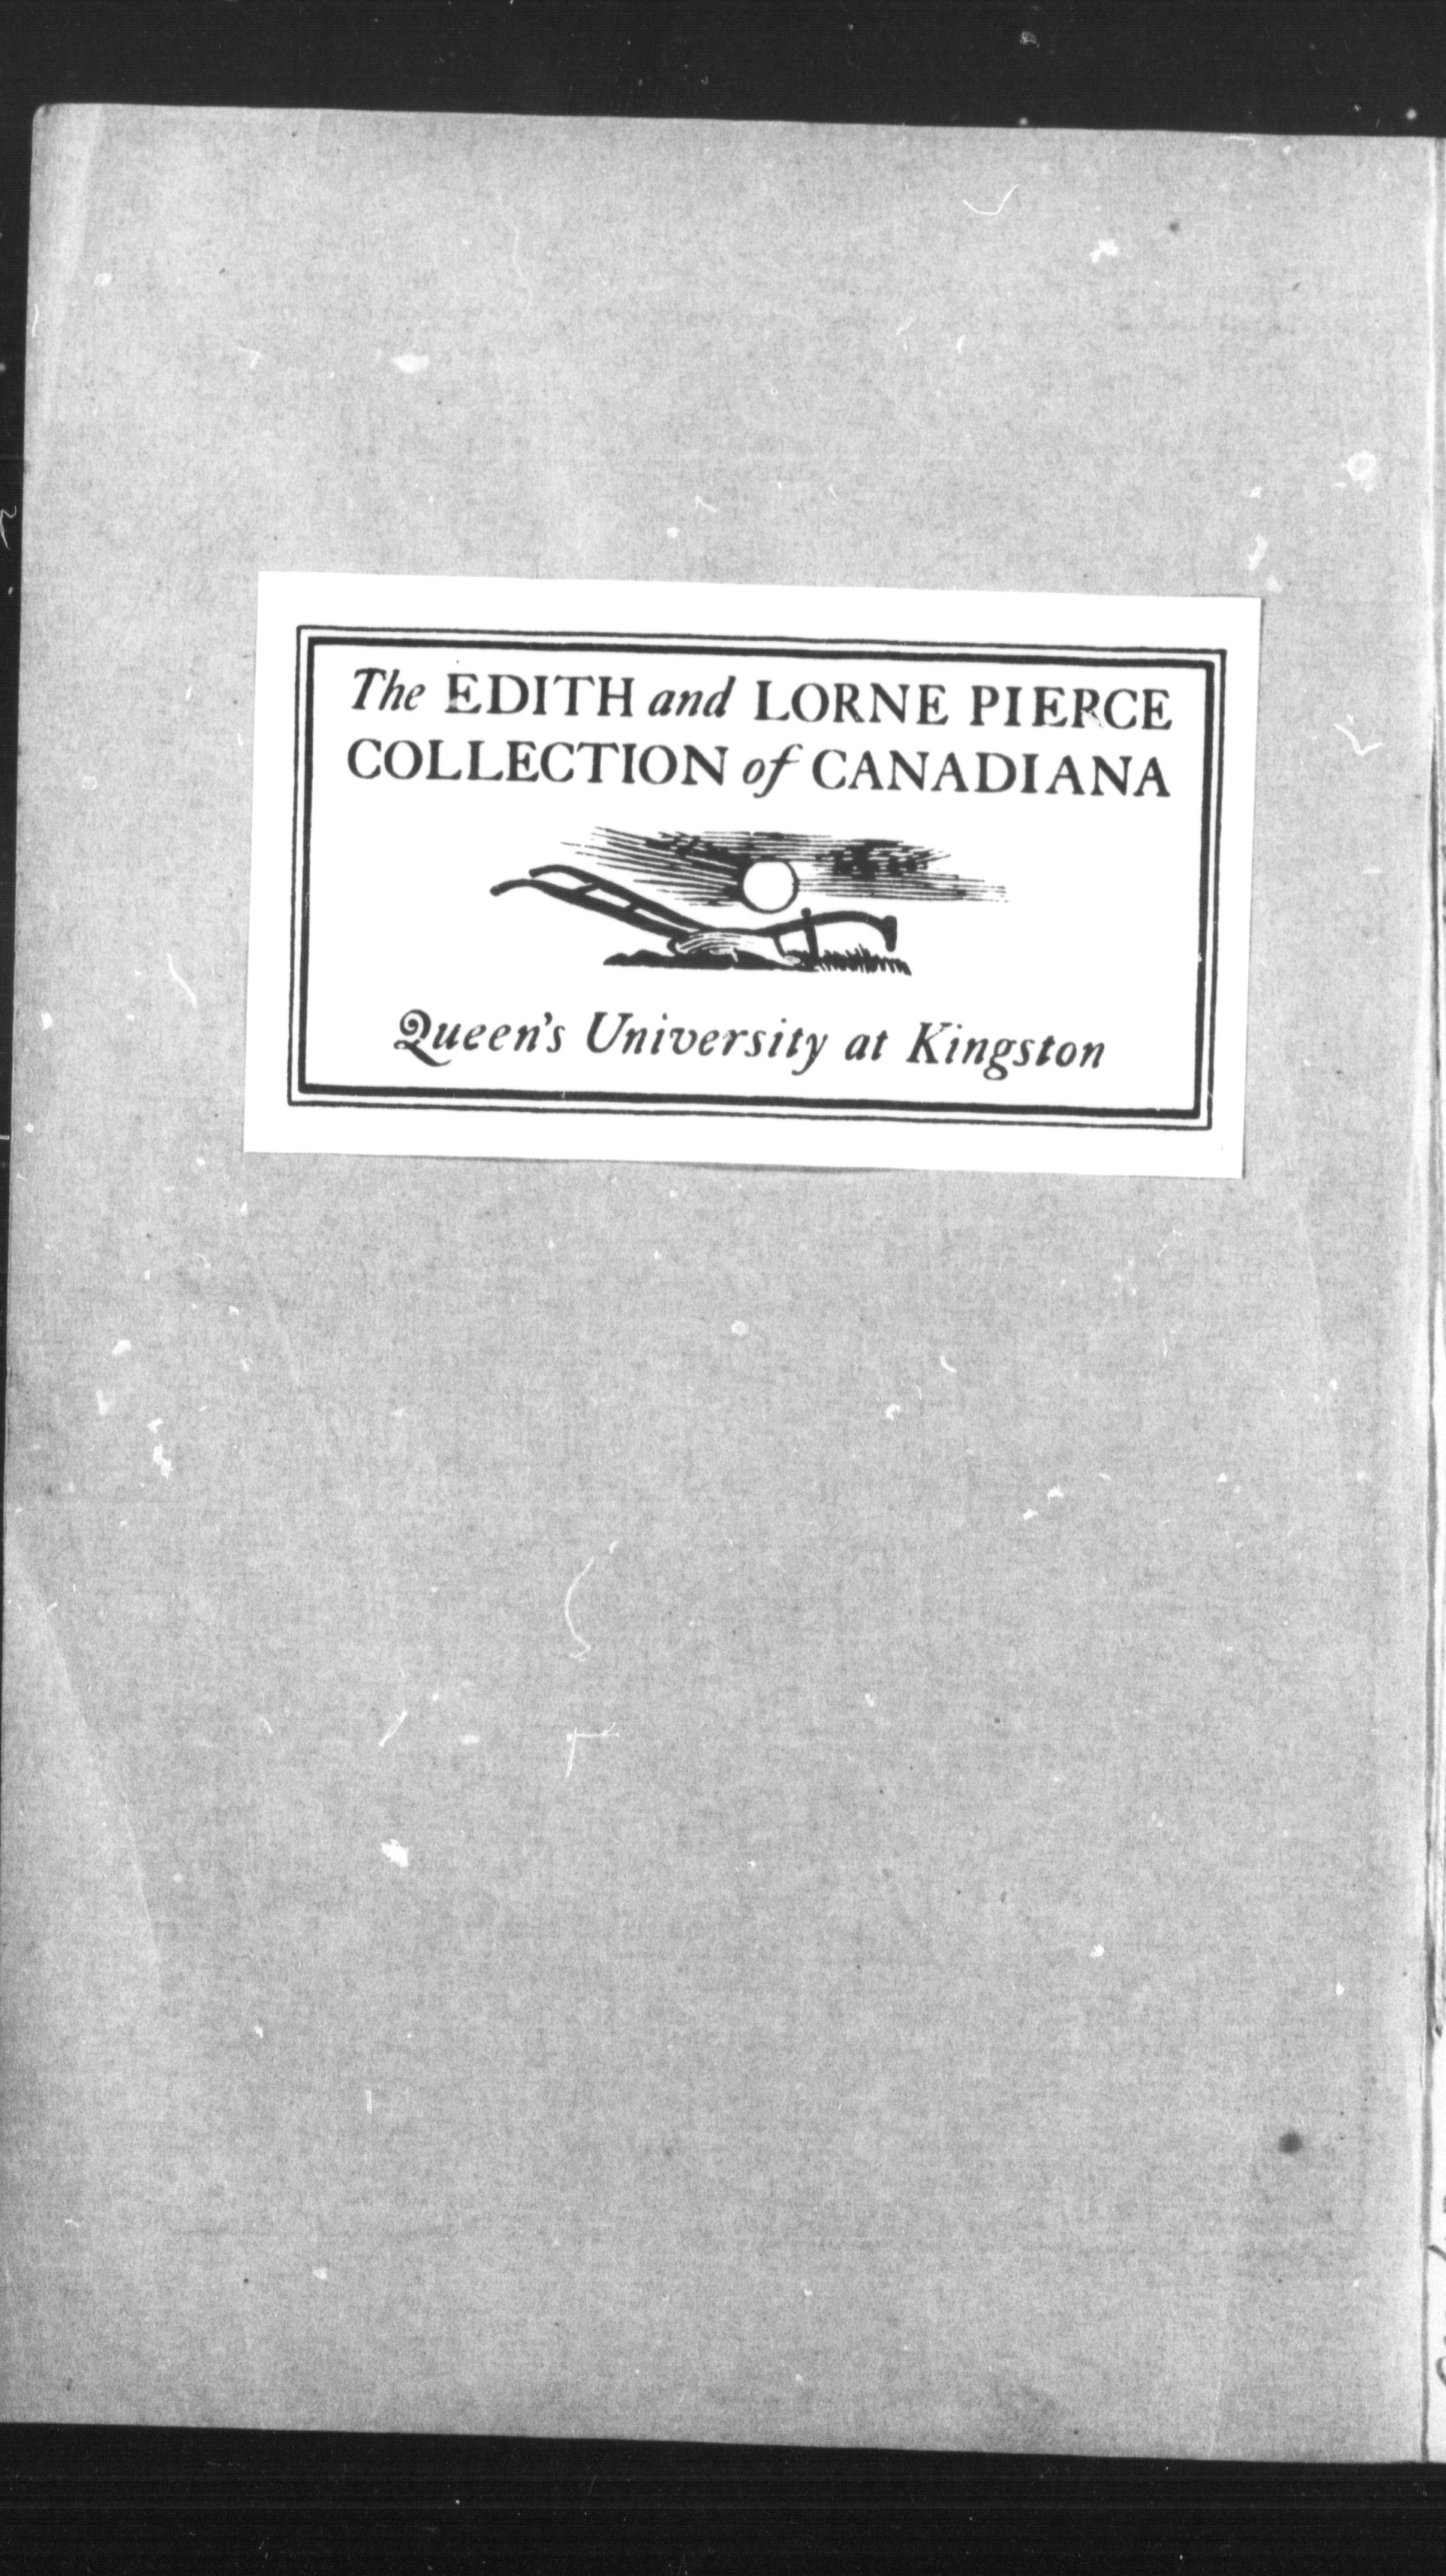 The EDITH and LORNE PIERCE
COLLECTION of CANADIANA
Queen's University at Kingston